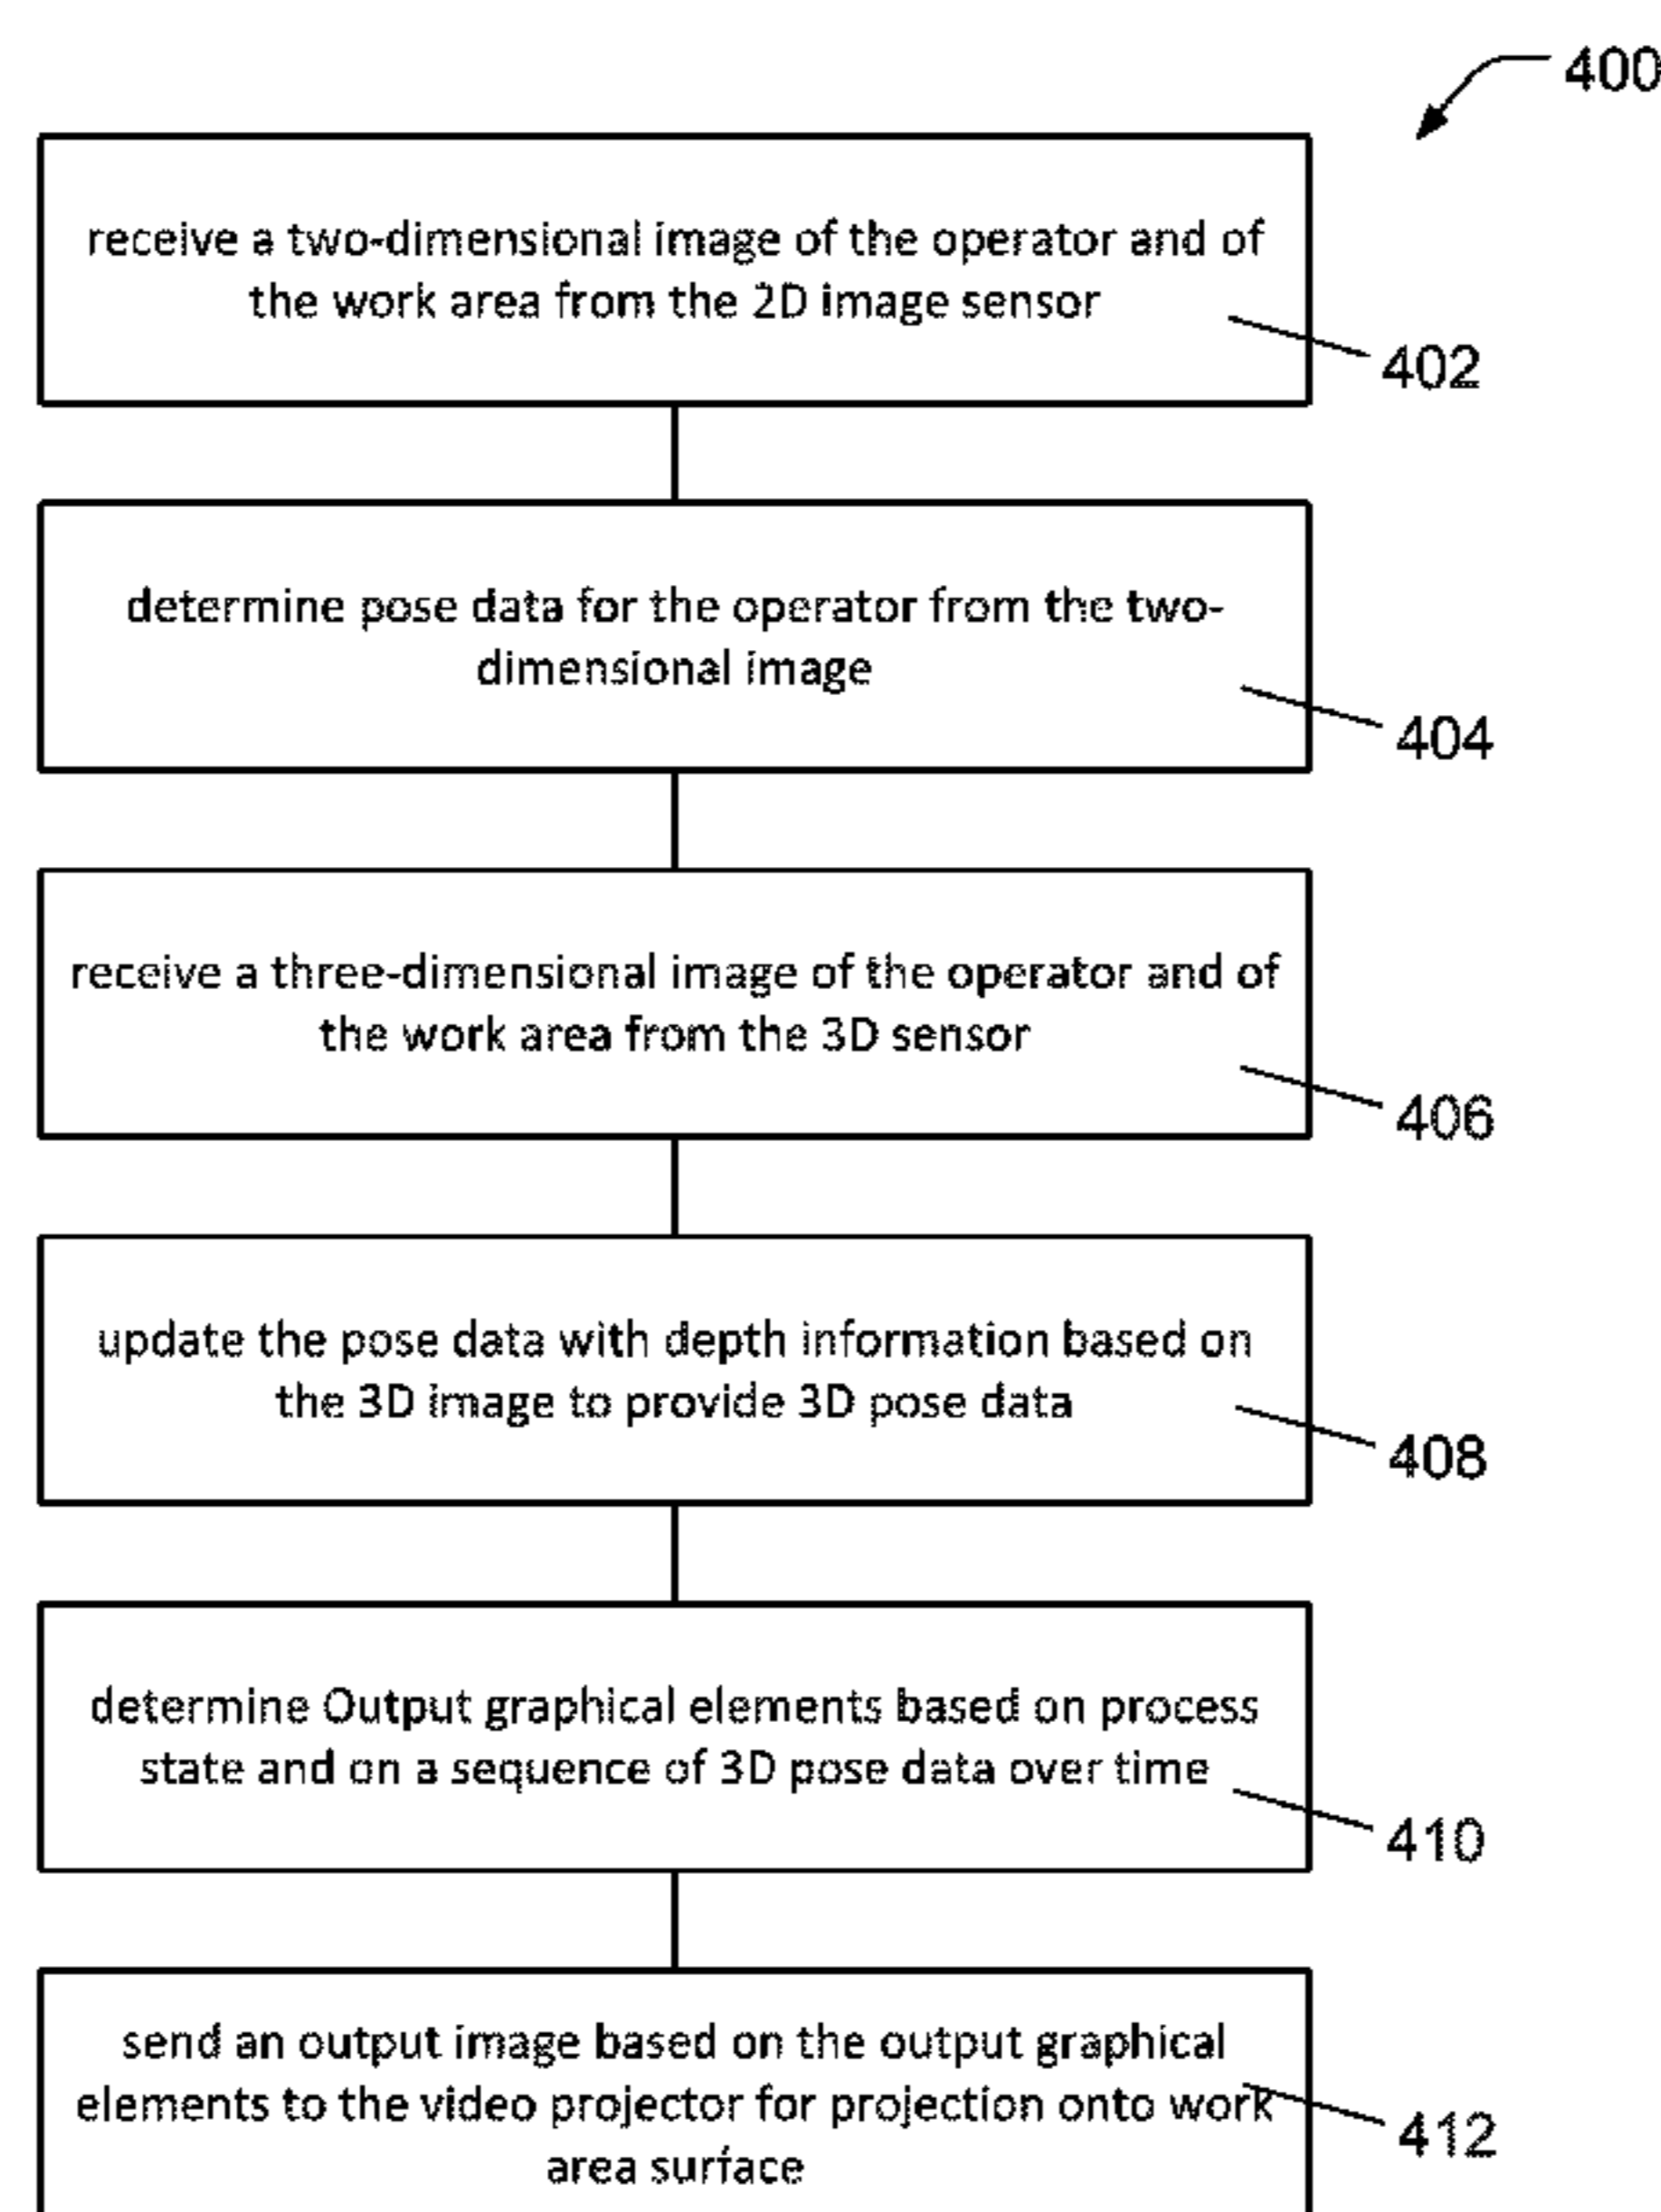 400
receive a two-dimensional image of the operator and of
the work area from the 2D image sensor
402
determine pose data for the operator from the two-
dimensional image
404
receive a three-dimensional image of the operator and of
the work area from the 3D sensor
406
update the pose data with depth information based on
the 3D image to provide 3D pose data
408
determine Output graphical elements based on process
state and on a sequence of 3D pose data over time
410
send an output image based on the output graphical
elements to the video projector for projection onto work
area surface
412